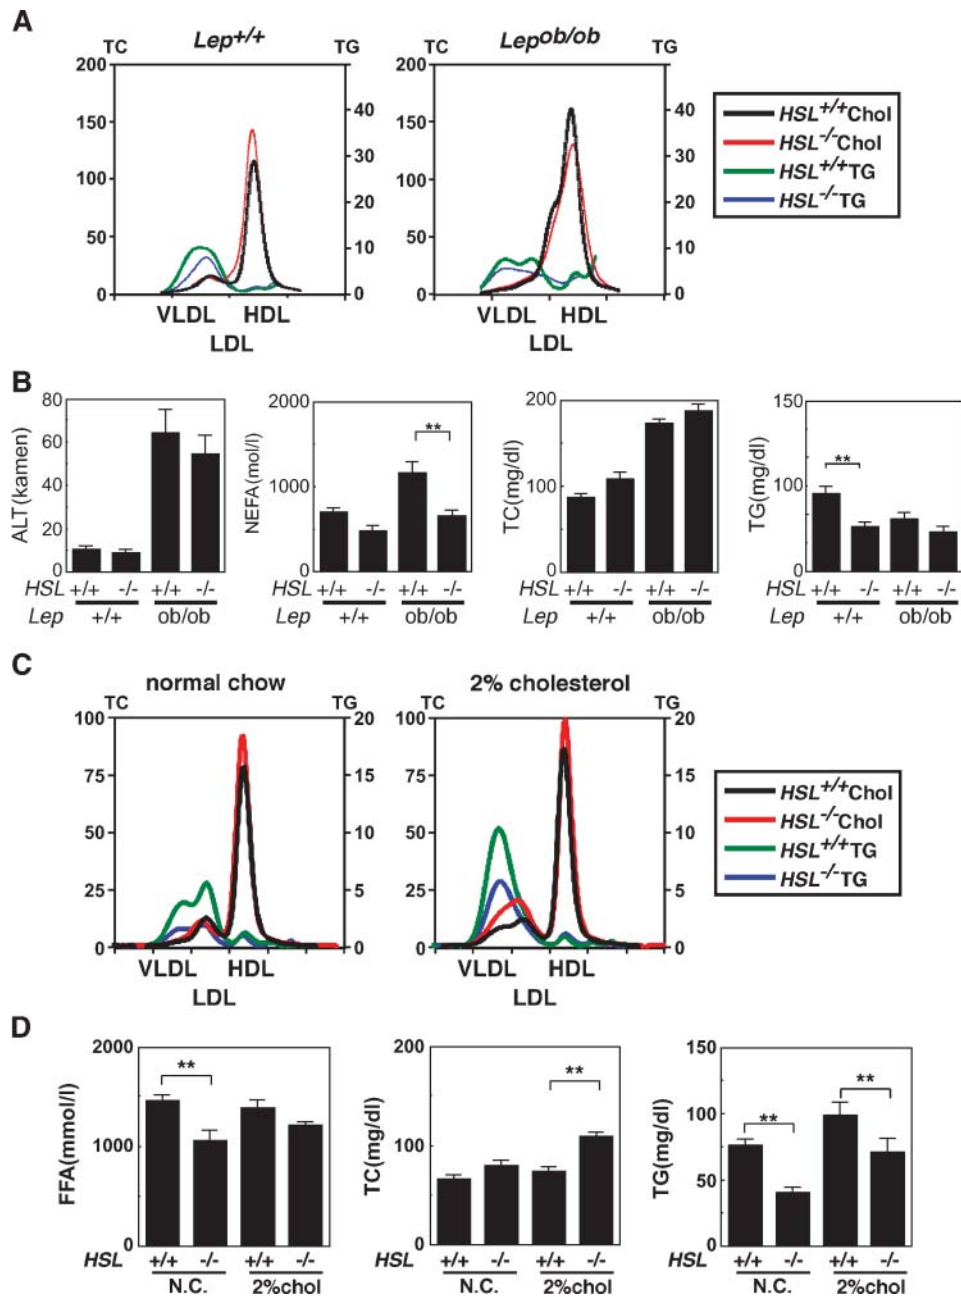 A
Lep+/+
Lepob/ob
TC TG TC TG
200 200
150 40 150 40
100 30 100 30
50 20 50 20
10 10
0 0 0 0
VLDL HDL VLDL HDL
LDL LDL
HSL+/+Chol
HSL-/-Chol
HSL+/+TG
HSL-/-TG
B
ALT(kamen)
80
60
40
20
0
NEFA(mol/l)
2000
1000
0
**
TC(mg/dl)
200
100
0
TG(mg/dl)
100
0
**
HSL +/+ -/- +/+ -/- HSL +/+ -/- +/+ -/- HSL +/+ -/- +/+ -/- HSL +/+ -/- +/+ -/-
Lep +/+ ob/ob Lep +/+ ob/ob Lep +/+ ob/ob Lep +/+ ob/ob
C
normal chow 2% cholesterol
TC TG TC TG
100 20 100 20
75 15 75 15
50 10 50 10
25 5 25 5
0 0 0 0
VLDL HDL VLDL HDL
LDL LDL
HSL+/+Chol
HSL-/-Chol
HSL+/+TG
HSL-/-TG
D
FFA(mmol/l)
2000
1000
0
**
TC(mg/dl)
200
100
0
**
TG(mg/dl)
150
100
50
0
**
**
HSL +/+ -/- +/+ -/- HSL +/+ -/- +/+ -/- HSL +/+ -/- +/+ -/-
N.C. 2%chol N.C. 2%chol N.C. 2%chol